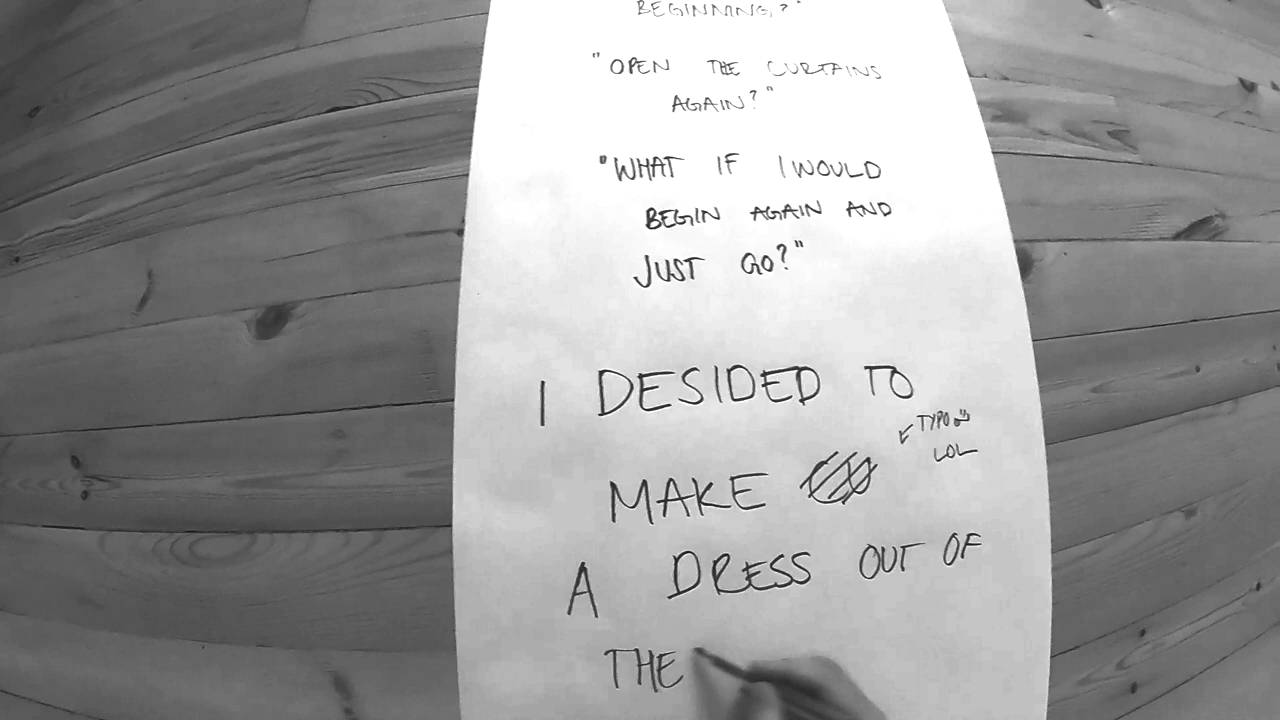 BEGINNING?"
"OPEN THE CURTAINS
AGAIN?"
"WHAT IF I WOULD
BEGIN AGAIN AND
JUST GO?"
I DESIDED TO
TYPO
LOL
MAKE
A DRESS OUT OF
THE